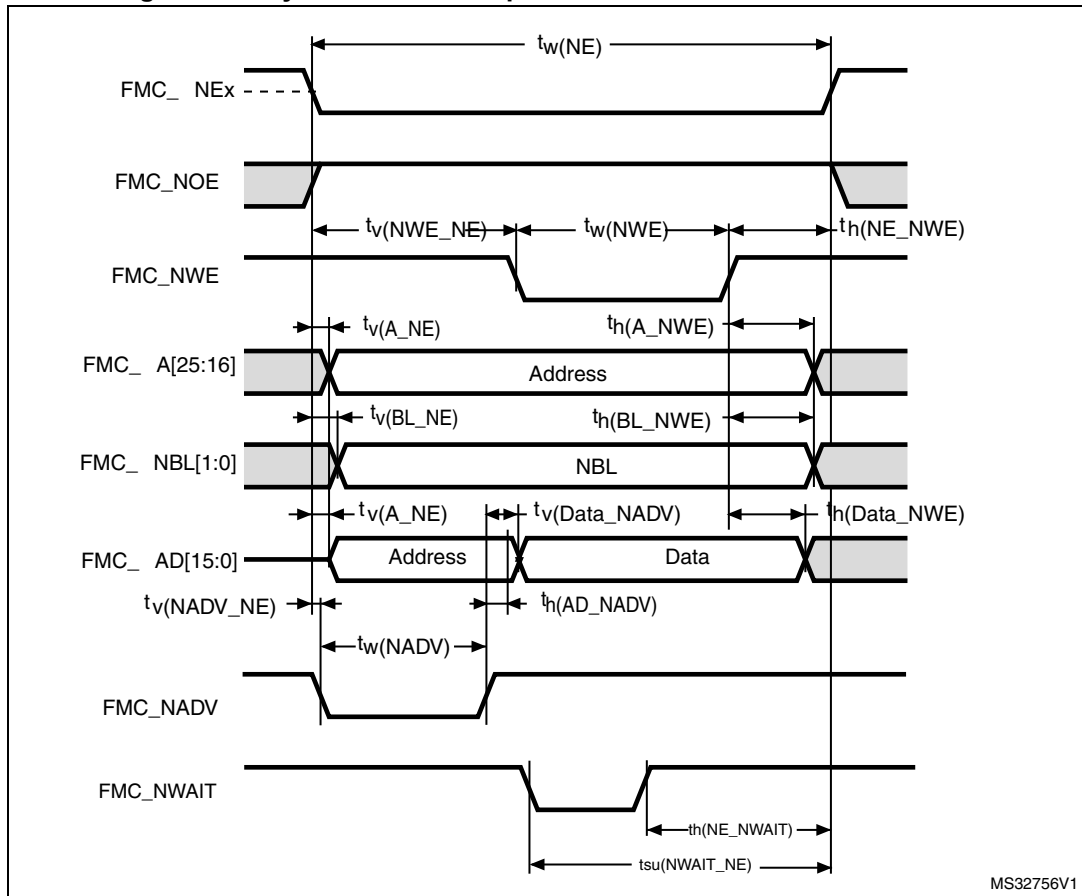 tw(NE)
FMC_ NEx
FMC_NOE
tv(NWE_NE) tw(NWE) th(NE_NWE)
FMC_NWE
tv(A_NE) th(A_NWE)
FMC_ A[25:16] Address
tv(BL_NE) th(BL_NWE)
FMC_ NBL[1:0] NBL
tv(A_NE) tv(Data_NADV) th(Data_NWE)
FMC_ AD[15:0] Address Data
tv(NADV_NE) th(AD_NADV)
tw(NADV)
FMC_NADV
FMC_NWAIT
th(NE_NWAIT)
tsu(NWAIT_NE)
MS32756V1